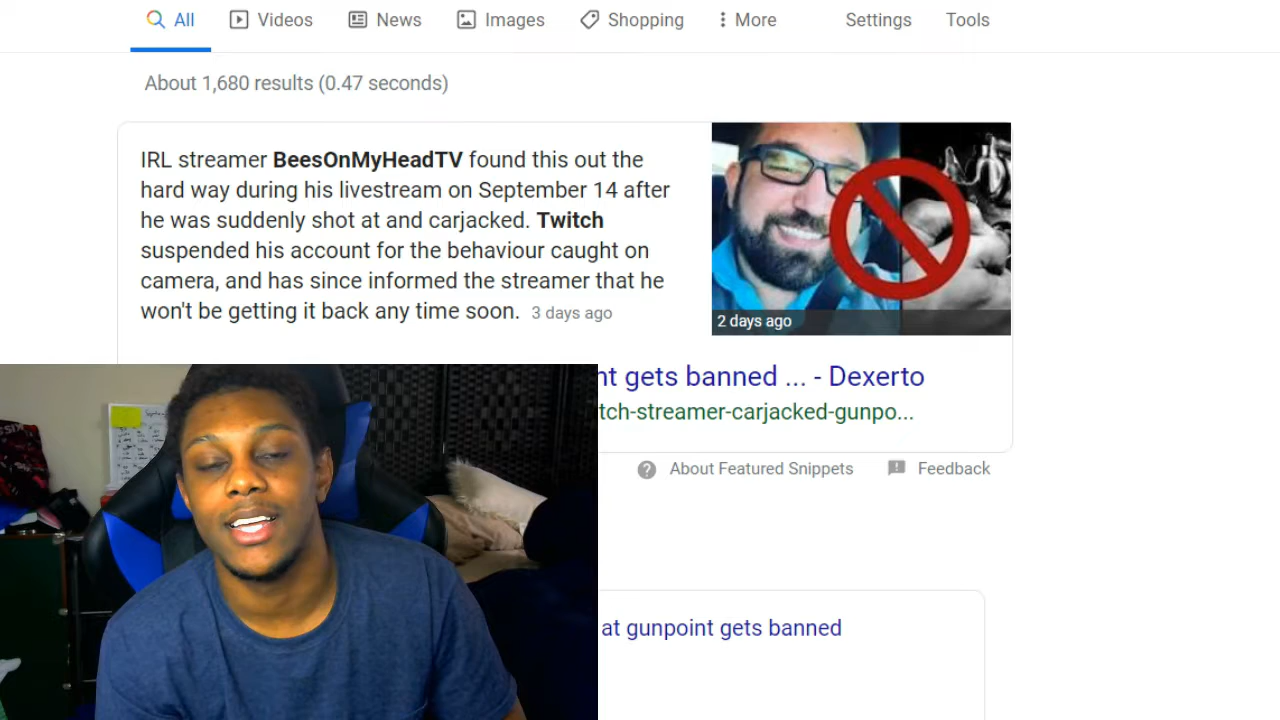 All Videos News Images Shopping More Settings Tools
About 1,680 results (0.47 seconds)
IRL streamer BeesOnMyHeadTV found this out the
hard way during his livestream on September 14 after
he was suddenly shot at and carjacked. Twitch
suspended his account for the behaviour caught on
camera, and has since informed the streamer that he
won't be getting it back any time soon. 3 days ago
2 days ago
nt gets banned ... - Dexerto
tch-streamer-carjacked-gunpo...
About Featured Snippets Feedback
at gunpoint gets banned